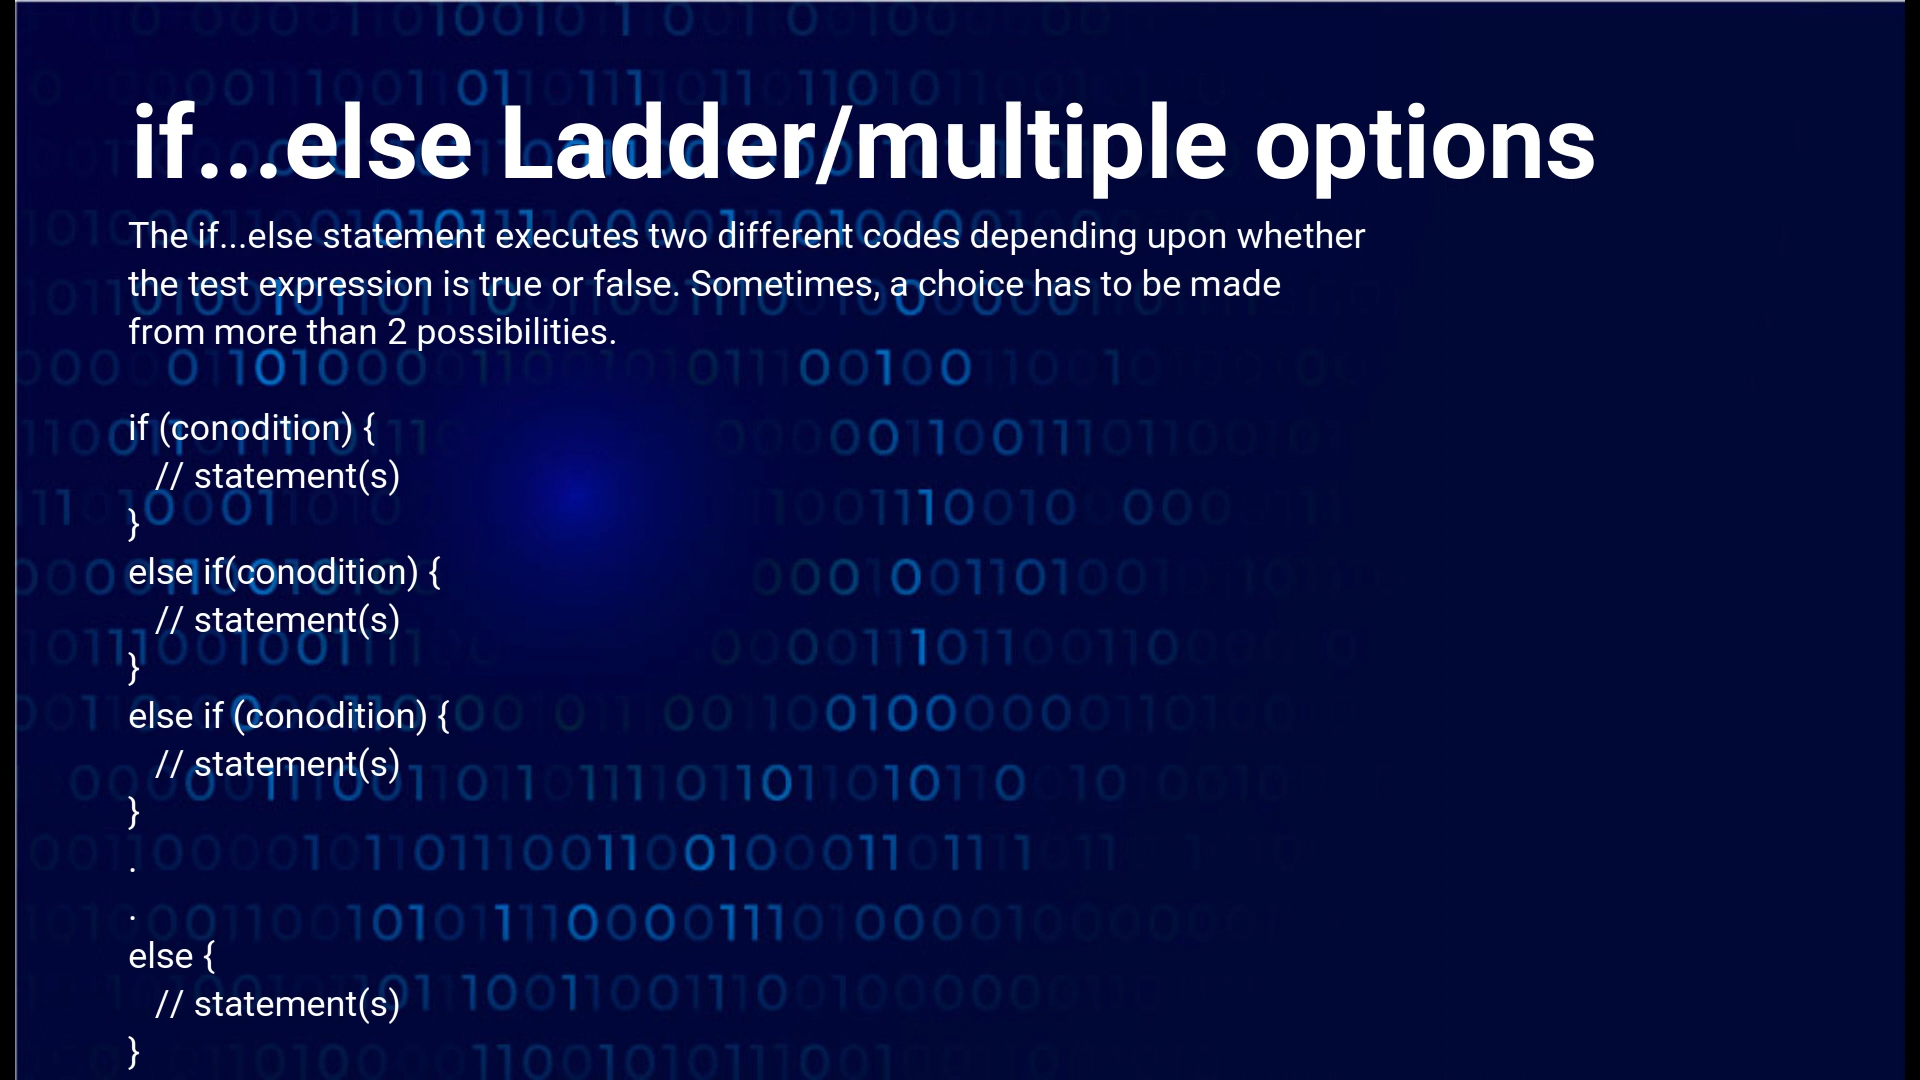 if...else Ladder/multiple options
The if...else statement executes two different codes depending upon whether
the test expression is true or false. Sometimes, a choice has to be made
from more than 2 possibilities.
if (conodition) {
// statement(s)
}
else if(conodition) {
// statement(s)
}
else if (conodition) {
// statement(s)
}
.
.
else {
// statement(s)
}